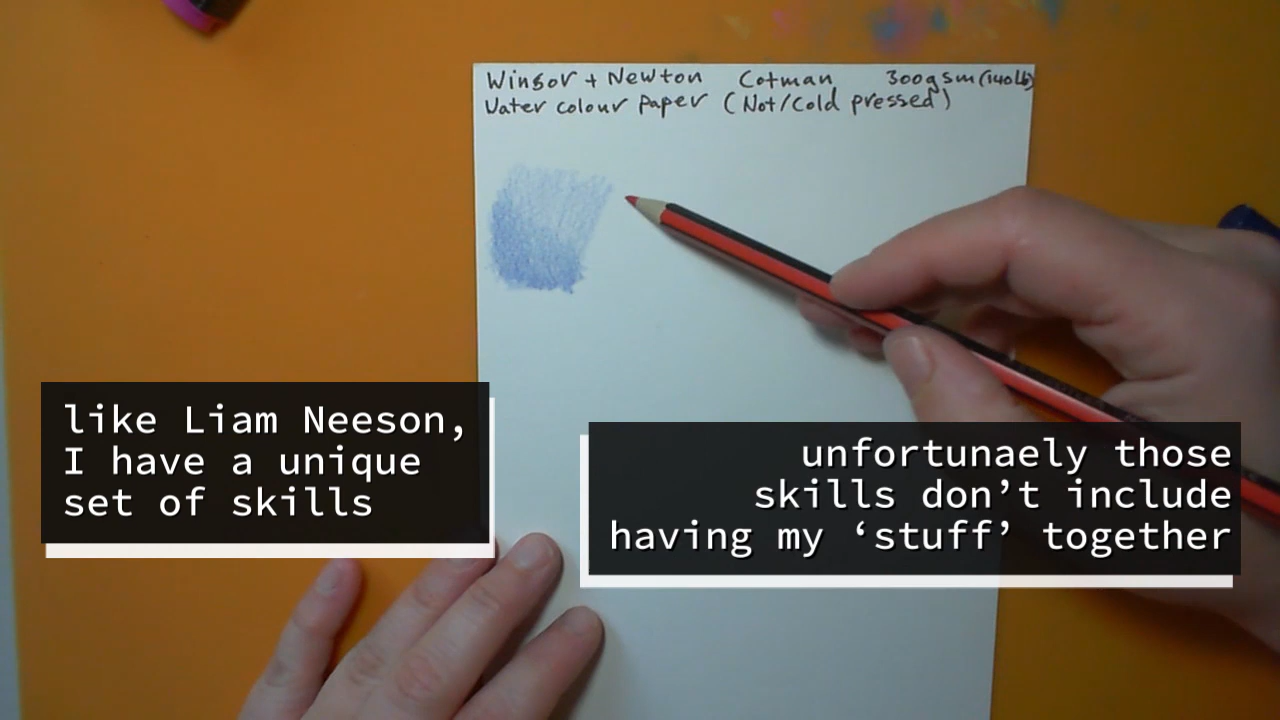 Winsor + Newton Cotman 300gsm (140lb)
Water colour paper (Not/Cold pressed)
like Liam Neeson,
I have a unique
set of skills
unfortunaely those
skills don’t include
having my ‘stuff’ together